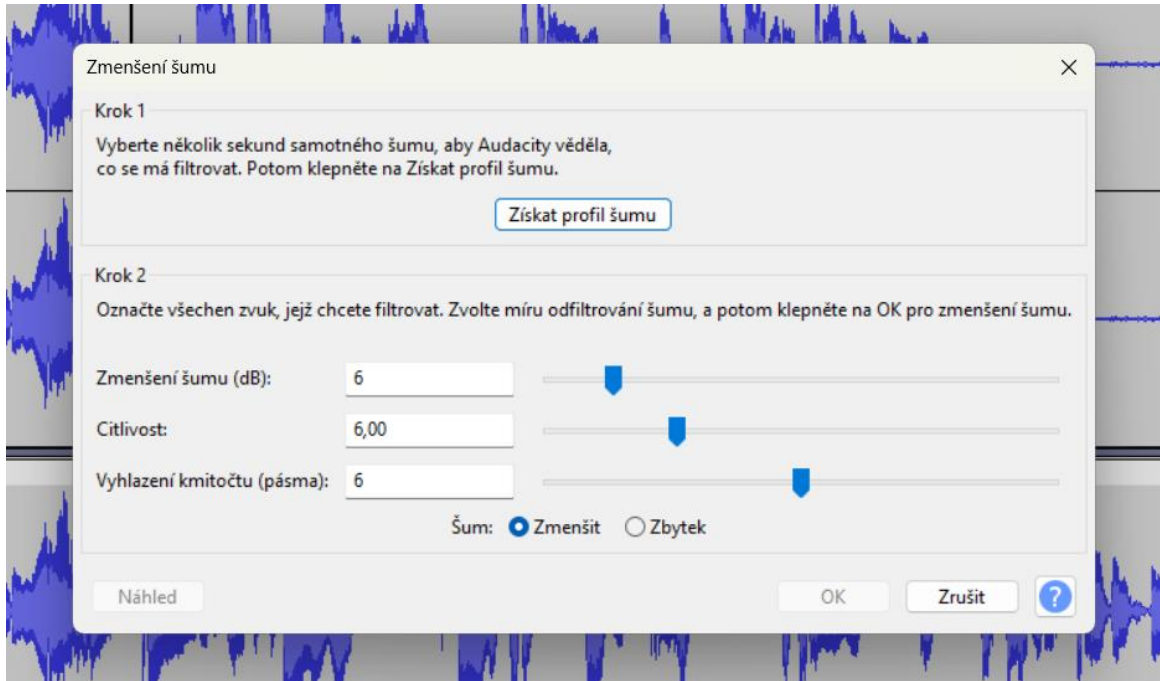 Zmenšení šumu
Krok 1
Vyberte několik sekund samotného šumu, aby Audacity věděla,
co se má filtrovat. Potom klepněte na Získat profil šumu.
Získat profil šumu
Krok 2
Označte všechen zvuk, jejž chcete filtrovat. Zvolte míru odfiltrování šumu, a potom klepněte na OK pro zmenšení šumu.
Zmenšení šumu (dB): 6
Citlivost: 6,00
Vyhlazení kmitočtu (pásma): 6
Šum: Zmenšit Zbytek
Náhled OK Zrušit ?